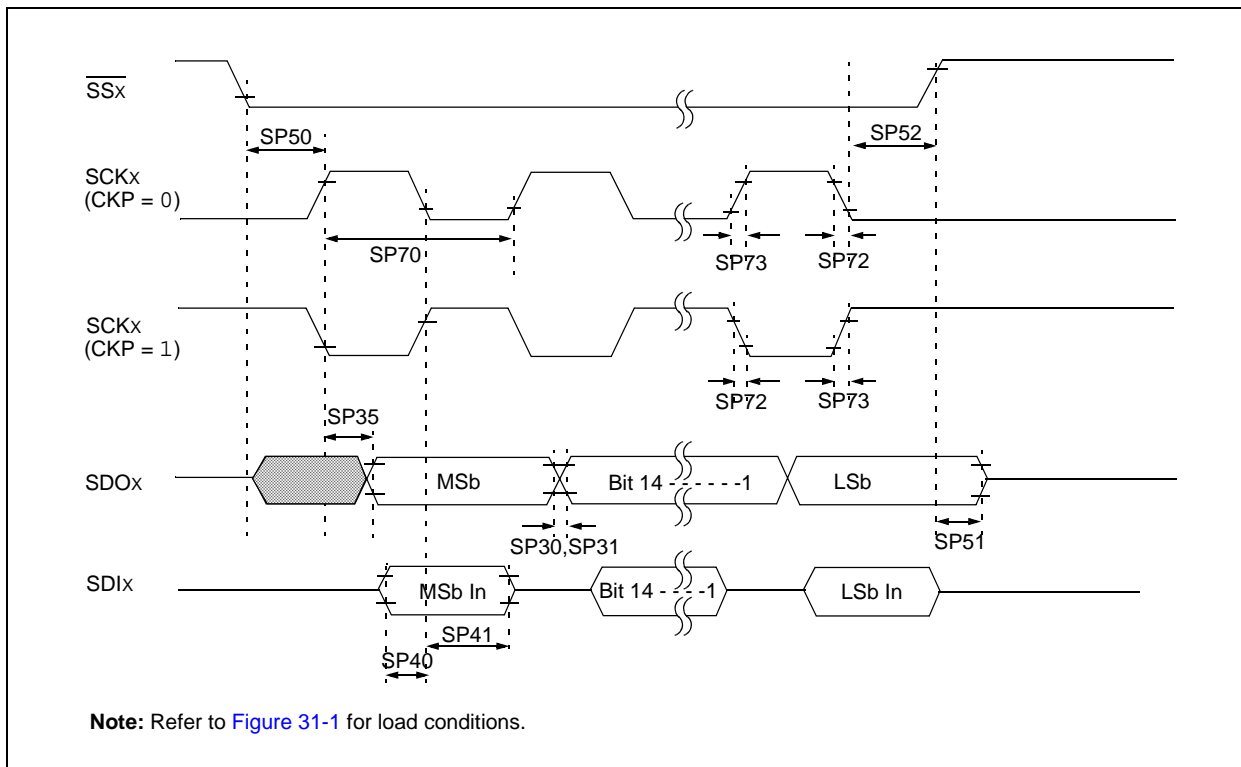 SSX
SP50
SP52
SCKX
(CKP = 0)
SP70
SP73
SP72
SCKX
(CKP = 1)
SP72
SP73
SP35
SDOX
MSb
Bit 14 - - - - - -1
LSb
SP30,SP31
SP51
SDIX
MSb In
Bit 14 - - - -1
LSb In
SP41
SP40
Note: Refer to Figure 31-1 for load conditions.